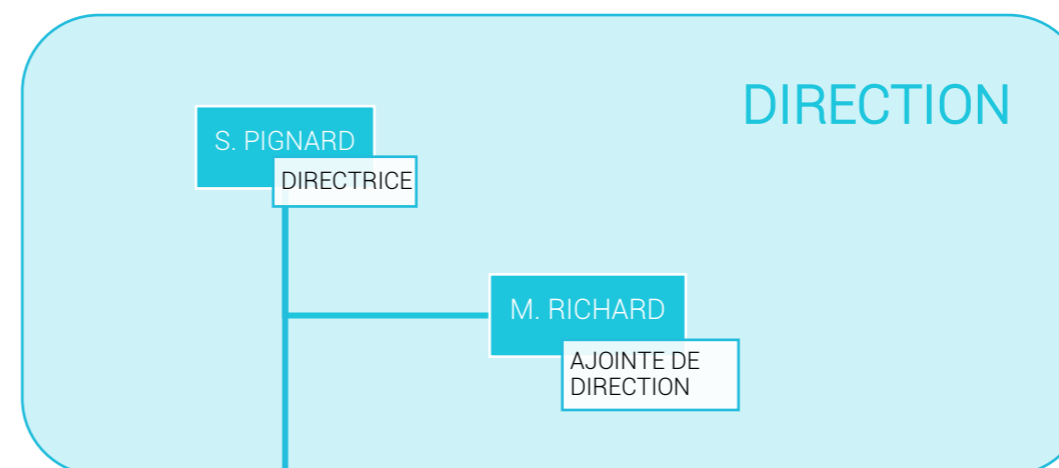 DIRECTION
S. PIGNARD
DIRECTRICE
M. RICHARD
AJOINTE DE
DIRECTION